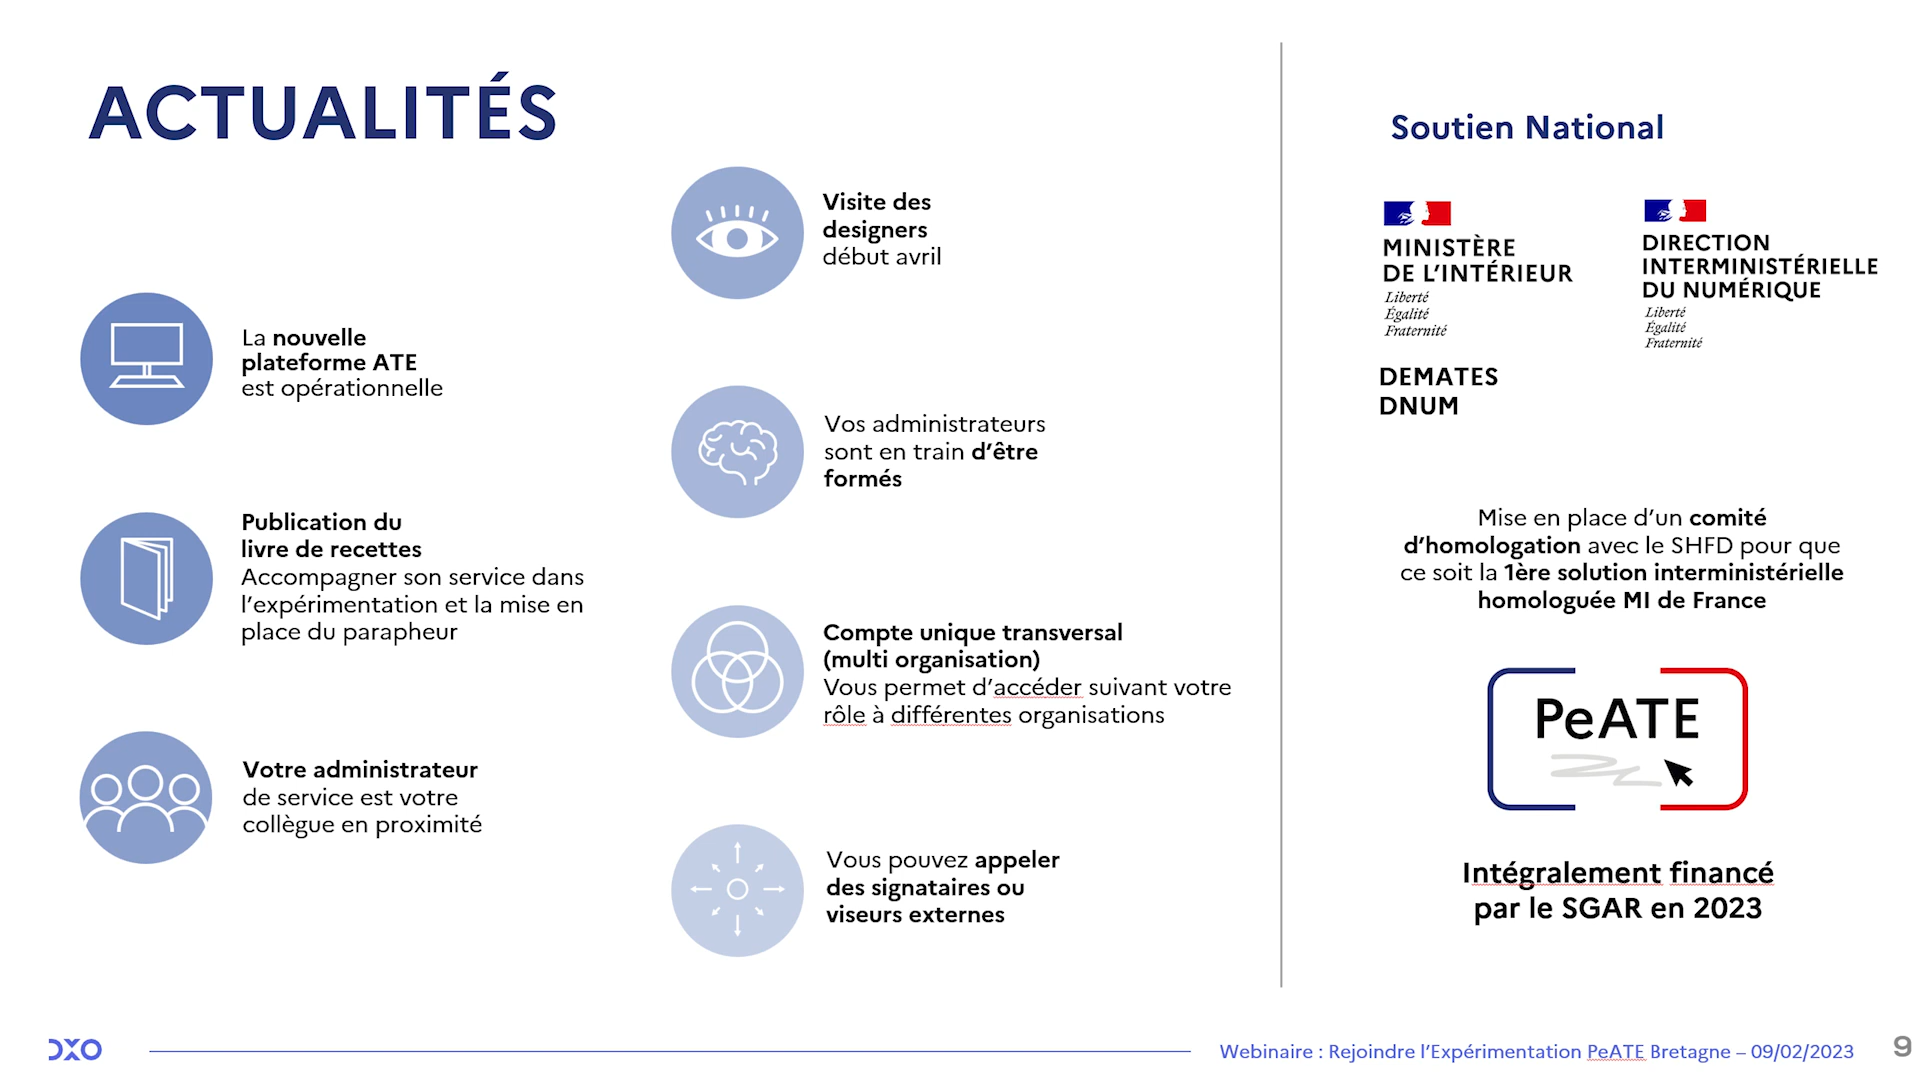 ACTUALITÉS
La nouvelle
plateforme ATE
est opérationnelle
Publication du
livre de recettes
Accompagner son service dans
l’expérimentation et la mise en
place du parapheur
Votre administrateur
de service est votre
collègue en proximité
Visite des
designers
début avril
Vos administrateurs
sont en train d’être
formés
Compte unique transversal
(multi organisation)
Vous permet d’accéder suivant votre
rôle à différentes organisations
Vous pouvez appeler
des signataires ou
viseurs externes
Soutien National
MINISTÈRE
DE L’INTÉRIEUR
Liberté
Égalité
Fraternité
DEMATES
DNUM
DIRECTION
INTERMINISTÉRIELLE
DU NUMÉRIQUE
Liberté
Égalité
Fraternité
Mise en place d’un comité
d’homologation avec le SHFD pour que
ce soit la 1ère solution interministérielle
homologuée MI de France
PeATE
Intégralement financé
par le SGAR en 2023
DXO
Webinaire : Rejoindre l’Expérimentation PeATE Bretagne – 09/02/2023
9